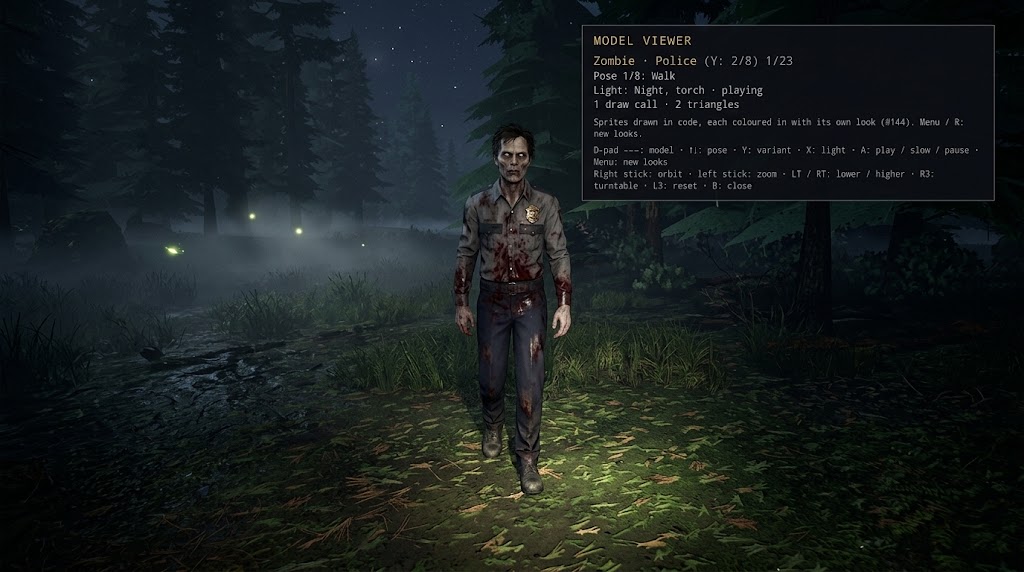 MODEL VIEWER
Zombie · Police (Y: 2/8) 1/23
Pose 1/8: Walk
Light: Night, torch · playing
1 draw call · 2 triangles
Sprites drawn in code, each coloured in with its own look (#144). Menu / R:
new looks.
D-pad ---: model · ↑↓: pose · Y: variant · X: light · A: play / slow / pause ·
Menu: new looks
Right stick: orbit · left stick: zoom · LT / RT: lower / higher · R3:
turntable · L3: reset · B: close